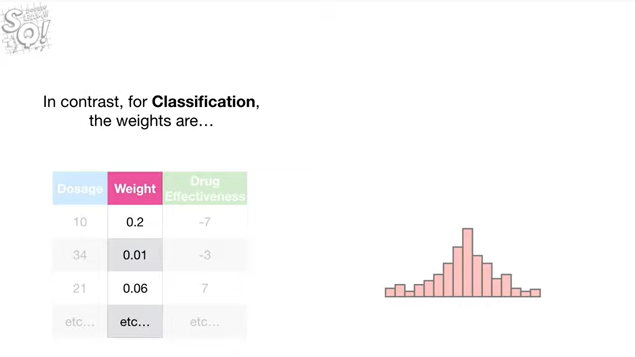 In contrast, for Classification,
the weights are…
Dosage Weight Drug Effectiveness
10 0.2 -7
34 0.01 -3
21 0.06 7
etc… etc… etc…